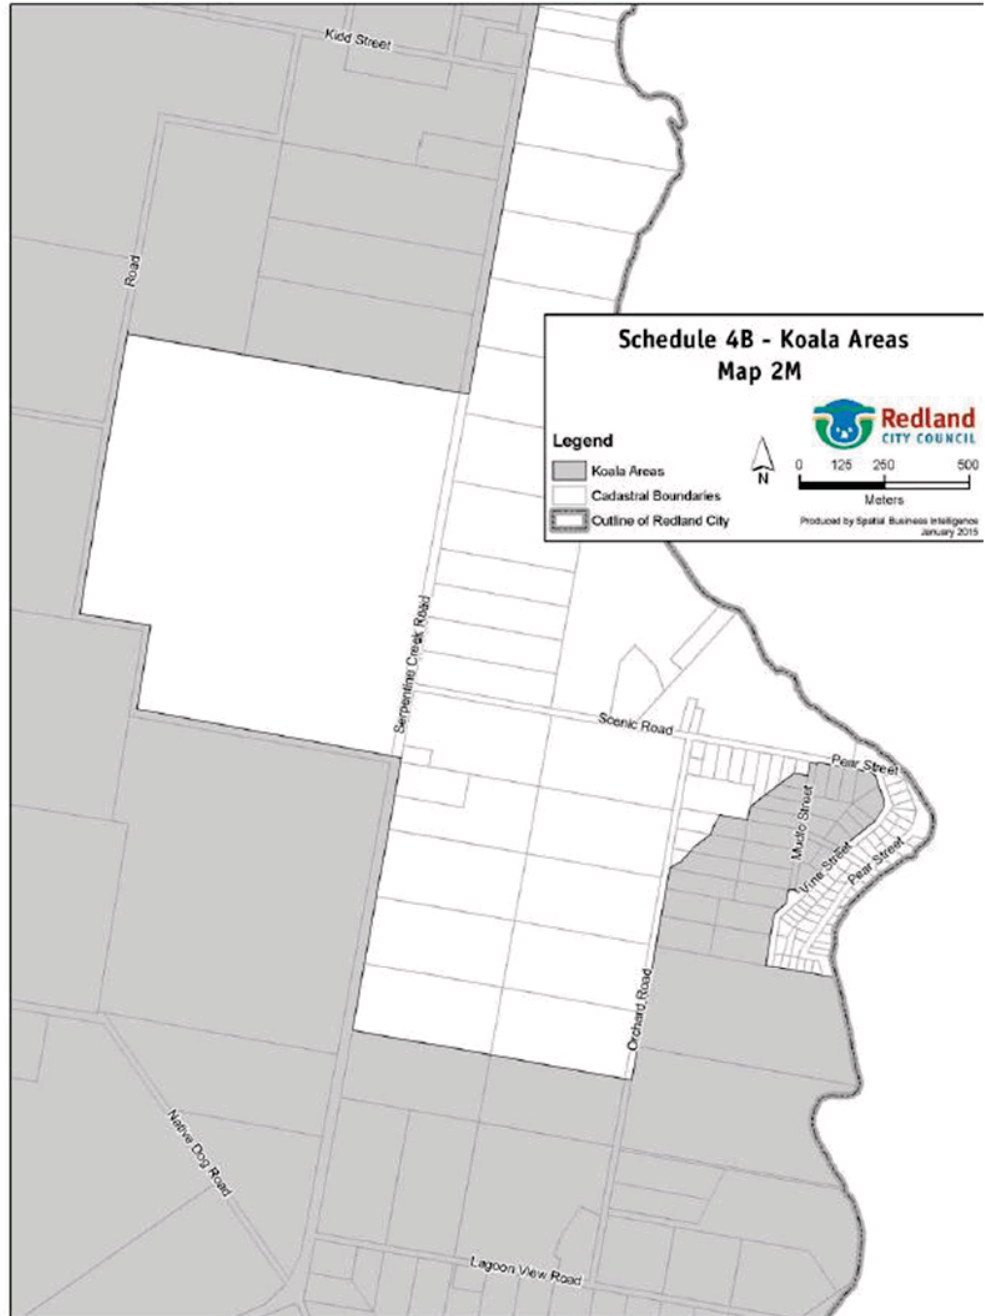 Kidd Street
Road
Schedule 4B - Koala Areas
Map 2M
Redland
CITY COUNCIL
Legend
Koala Areas
Cadastral Boundaries
Outline of Redland City
N
0 125 250 500
Meters
Produced by Spatial Business Intelligence
January 2015
Serpentine Creek Road
Scenic Road
Pear Street
Mudlo Street
Vine Street
Pear Street
Orchard Road
Native Dog Road
Lagoon View Road